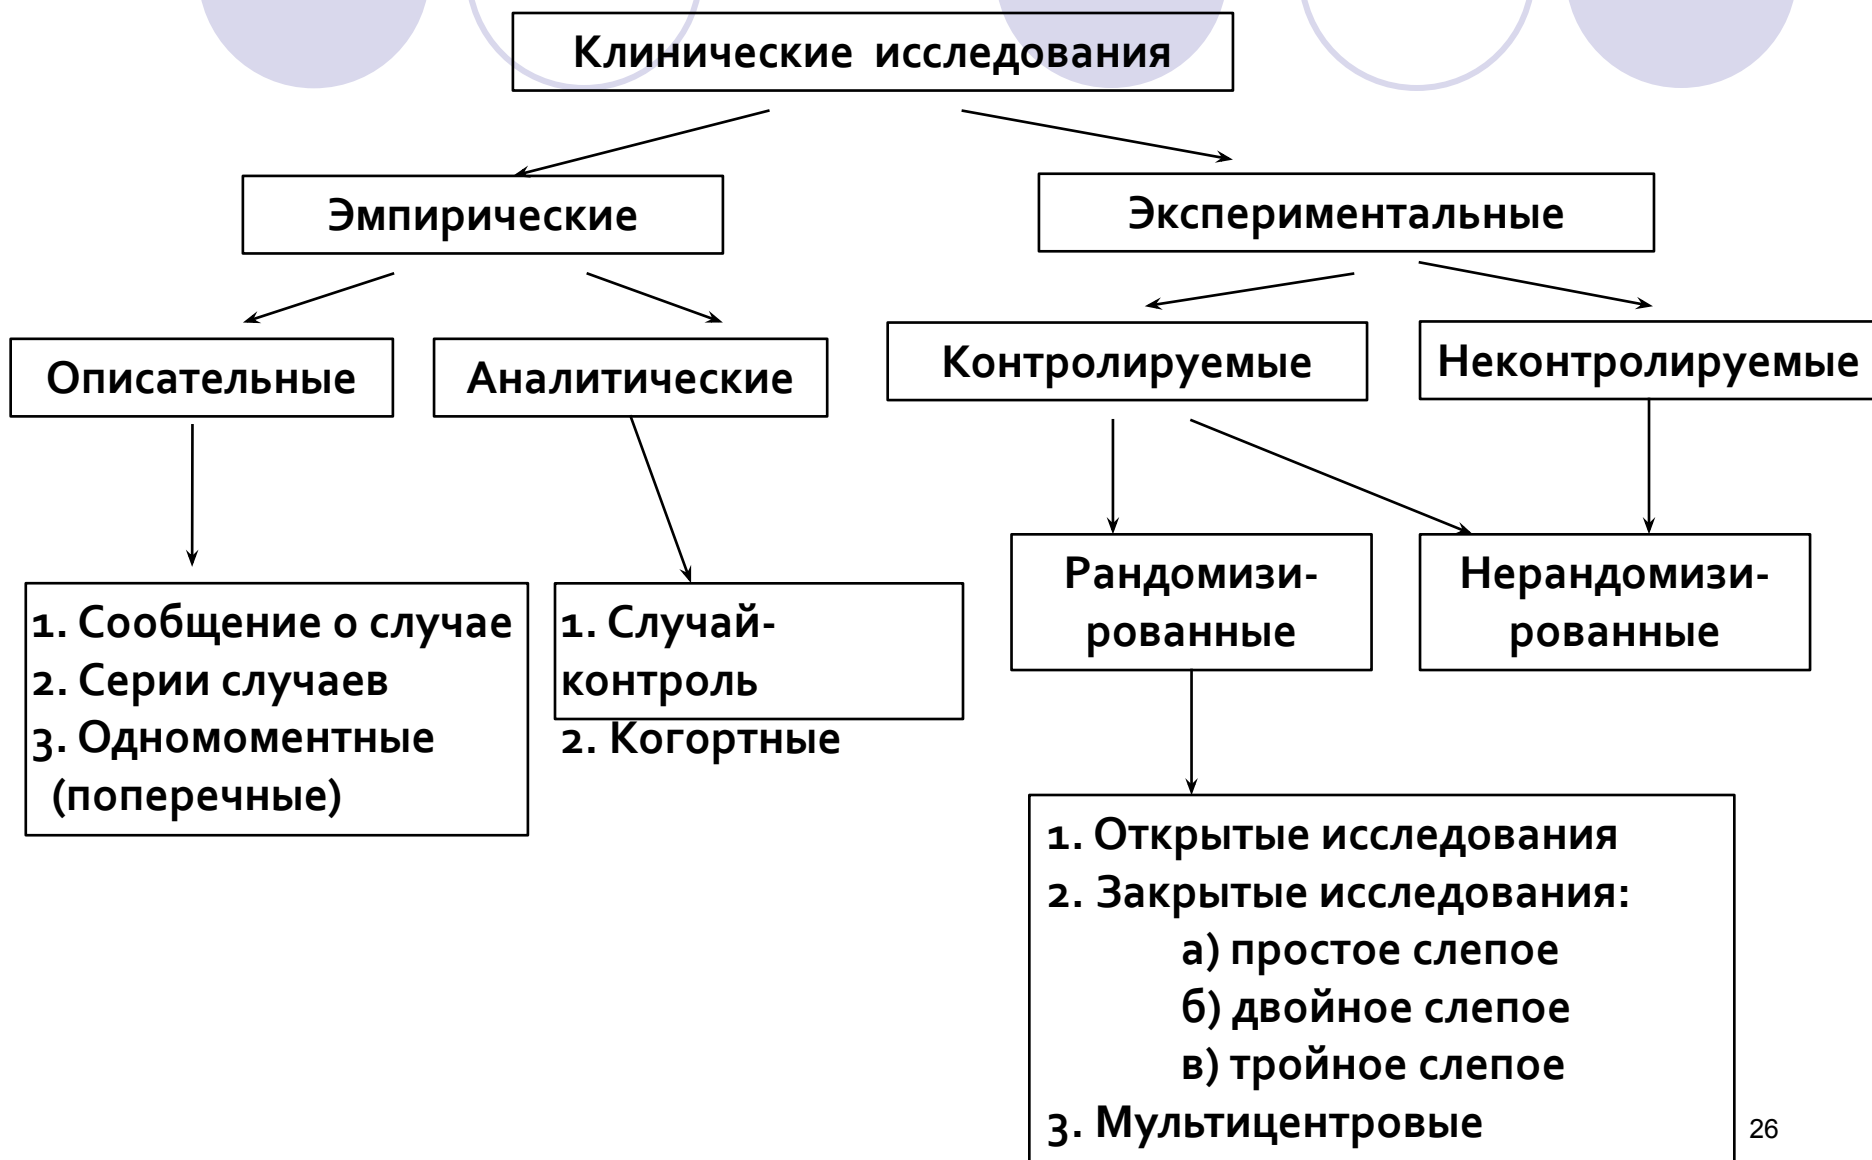 Клинические исследования
Эмпирические
Экспериментальные
Описательные
Аналитические
Контролируемые
Неконтролируемые
1. Сообщение о случае
2. Серии случаев
3. Одномоментные
(поперечные)
1. Случай-
контроль
2. Когортные
Рандомизи-
рованные
Нерандомизи-
рованные
1. Открытые исследования
2. Закрытые исследования:
а) простое слепое
б) двойное слепое
в) тройное слепое
3. Мультицентровые
26